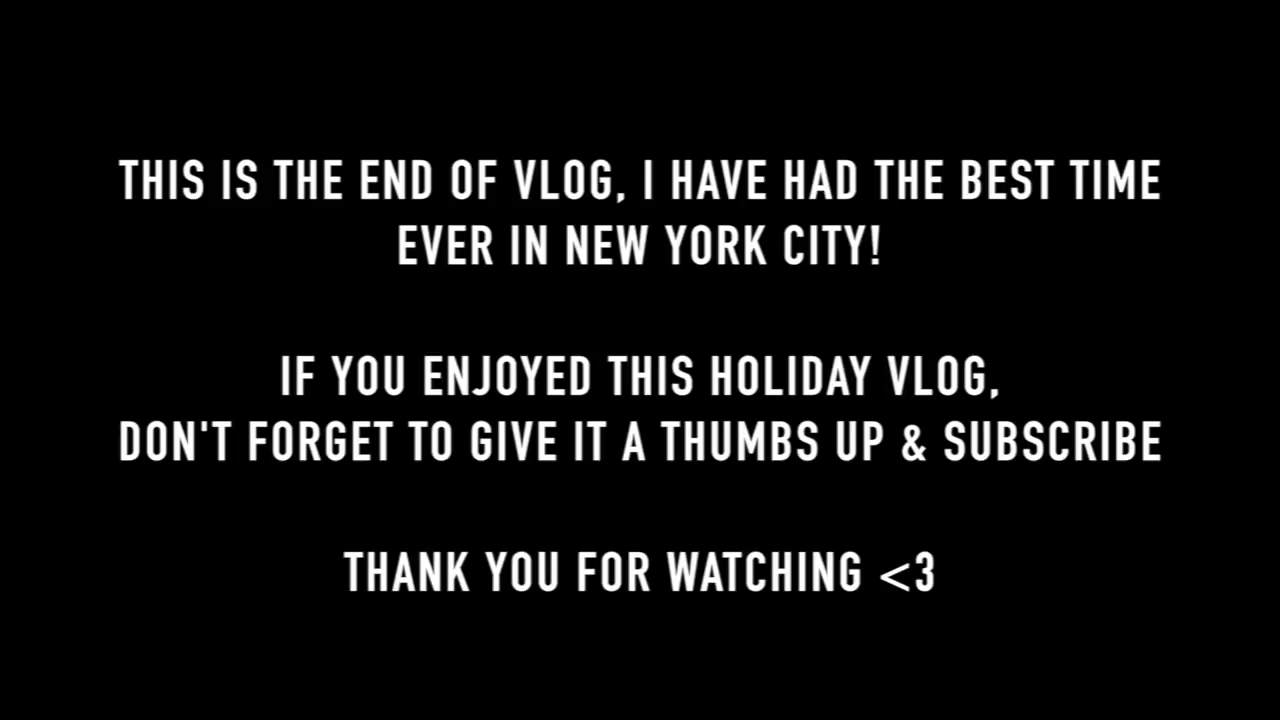 THIS IS THE END OF VLOG, I HAVE HAD THE BEST TIME
EVER IN NEW YORK CITY!
IF YOU ENJOYED THIS HOLIDAY VLOG,
DON'T FORGET TO GIVE IT A THUMBS UP & SUBSCRIBE
THANK YOU FOR WATCHING <3